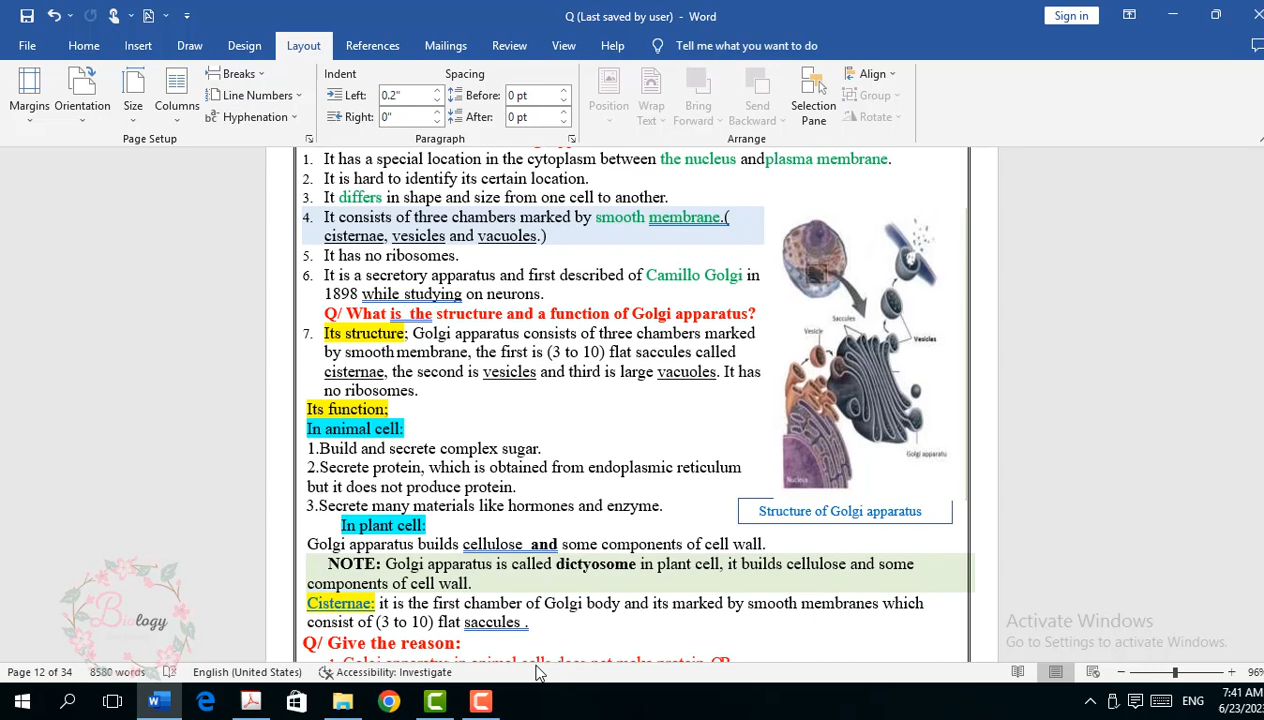 Q (Last saved by user) - Word
Sign in
File Home Insert Draw Design Layout References Mailings Review View Help Tell me what you want to do
Margins Orientation Size Columns
Breaks
Line Numbers
Hyphenation
Page Setup
Indent Spacing
Left: 0.2" Before: 0 pt
Right: 0" After: 0 pt
Paragraph
Position Wrap Text Bring Forward Send Backward Selection Pane
Align
Group
Rotate
Arrange
1. It has a special location in the cytoplasm between the nucleus andplasma membrane.
2. It is hard to identify its certain location.
3. It differs in shape and size from one cell to another.
4. It consists of three chambers marked by smooth membrane.(
cisternae, vesicles and vacuoles.)
5. It has no ribosomes.
6. It is a secretory apparatus and first described of Camillo Golgi in
1898 while studying on neurons.
Q/ What is the structure and a function of Golgi apparatus?
7. Its structure; Golgi apparatus consists of three chambers marked
by smooth membrane, the first is (3 to 10) flat saccules called
cisternae, the second is vesicles and third is large vacuoles. It has
no ribosomes.
Its function;
In animal cell:
1.Build and secrete complex sugar.
2.Secrete protein, which is obtained from endoplasmic reticulum
but it does not produce protein.
3.Secrete many materials like hormones and enzyme.
In plant cell:
Golgi apparatus builds cellulose and some components of cell wall.
NOTE: Golgi apparatus is called dictyosome in plant cell, it builds cellulose and some
components of cell wall.
Cisternae: it is the first chamber of Golgi body and its marked by smooth membranes which
consist of (3 to 10) flat saccules .
Q/ Give the reason:
1. Golgi apparatus in animal cells does not make protein. OR
Saccules
Vesicle
Vesicles
Golgi apparatu
Nucleus
Structure of Golgi apparatus
Biology
Activate Windows
Go to Settings to activate Windows.
Page 12 of 34 8580 words English (United States) Accessibility: Investigate 96%
ENG
7:41 AM
6/23/202